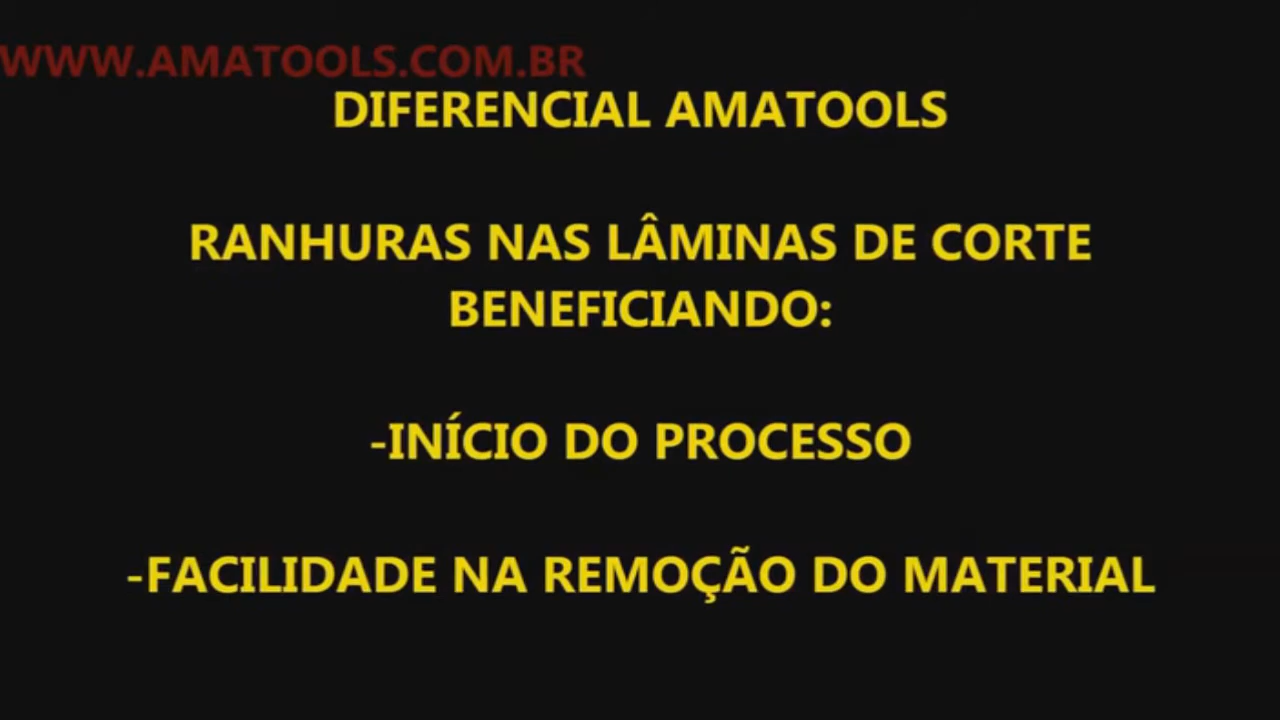 WWW.AMATOOLS.COM.BR
DIFERENCIAL AMATOOLS
RANHURAS NAS LÂMINAS DE CORTE
BENEFICIANDO:
-INÍCIO DO PROCESSO
-FACILIDADE NA REMOÇÃO DO MATERIAL